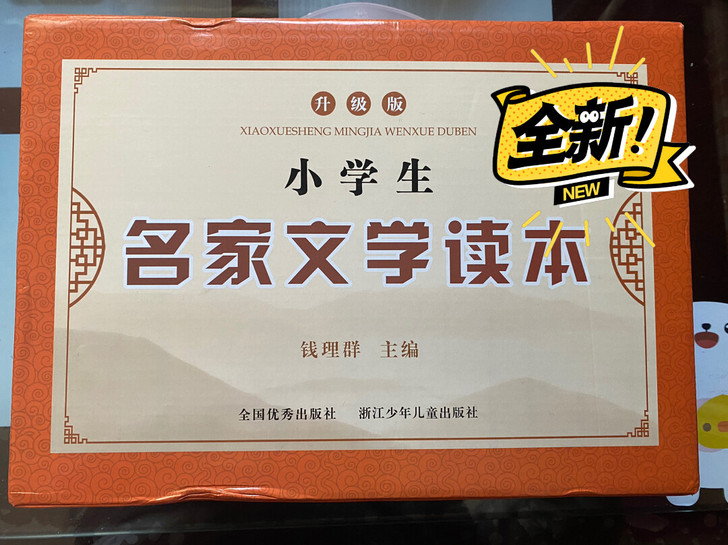 升级版
XIAOXUESHENG MINGJIA WENXUE DUBEN
小学生
名家文学读本
钱理群 主编
全国优秀出版社 浙江少年儿童出版社
全新!
NEW